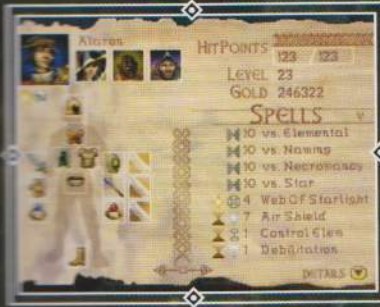 Alaron
HITPOINTS
123 123
LEVEL 23
GOLD 246322
SPELLS
10 vs. Elemental
10 vs. Naming
10 vs. Necromancy
10 vs. Star
4 Web Of Starlight
7 Air Shield
1 Control Elem
1 Debilitation
DETAILS